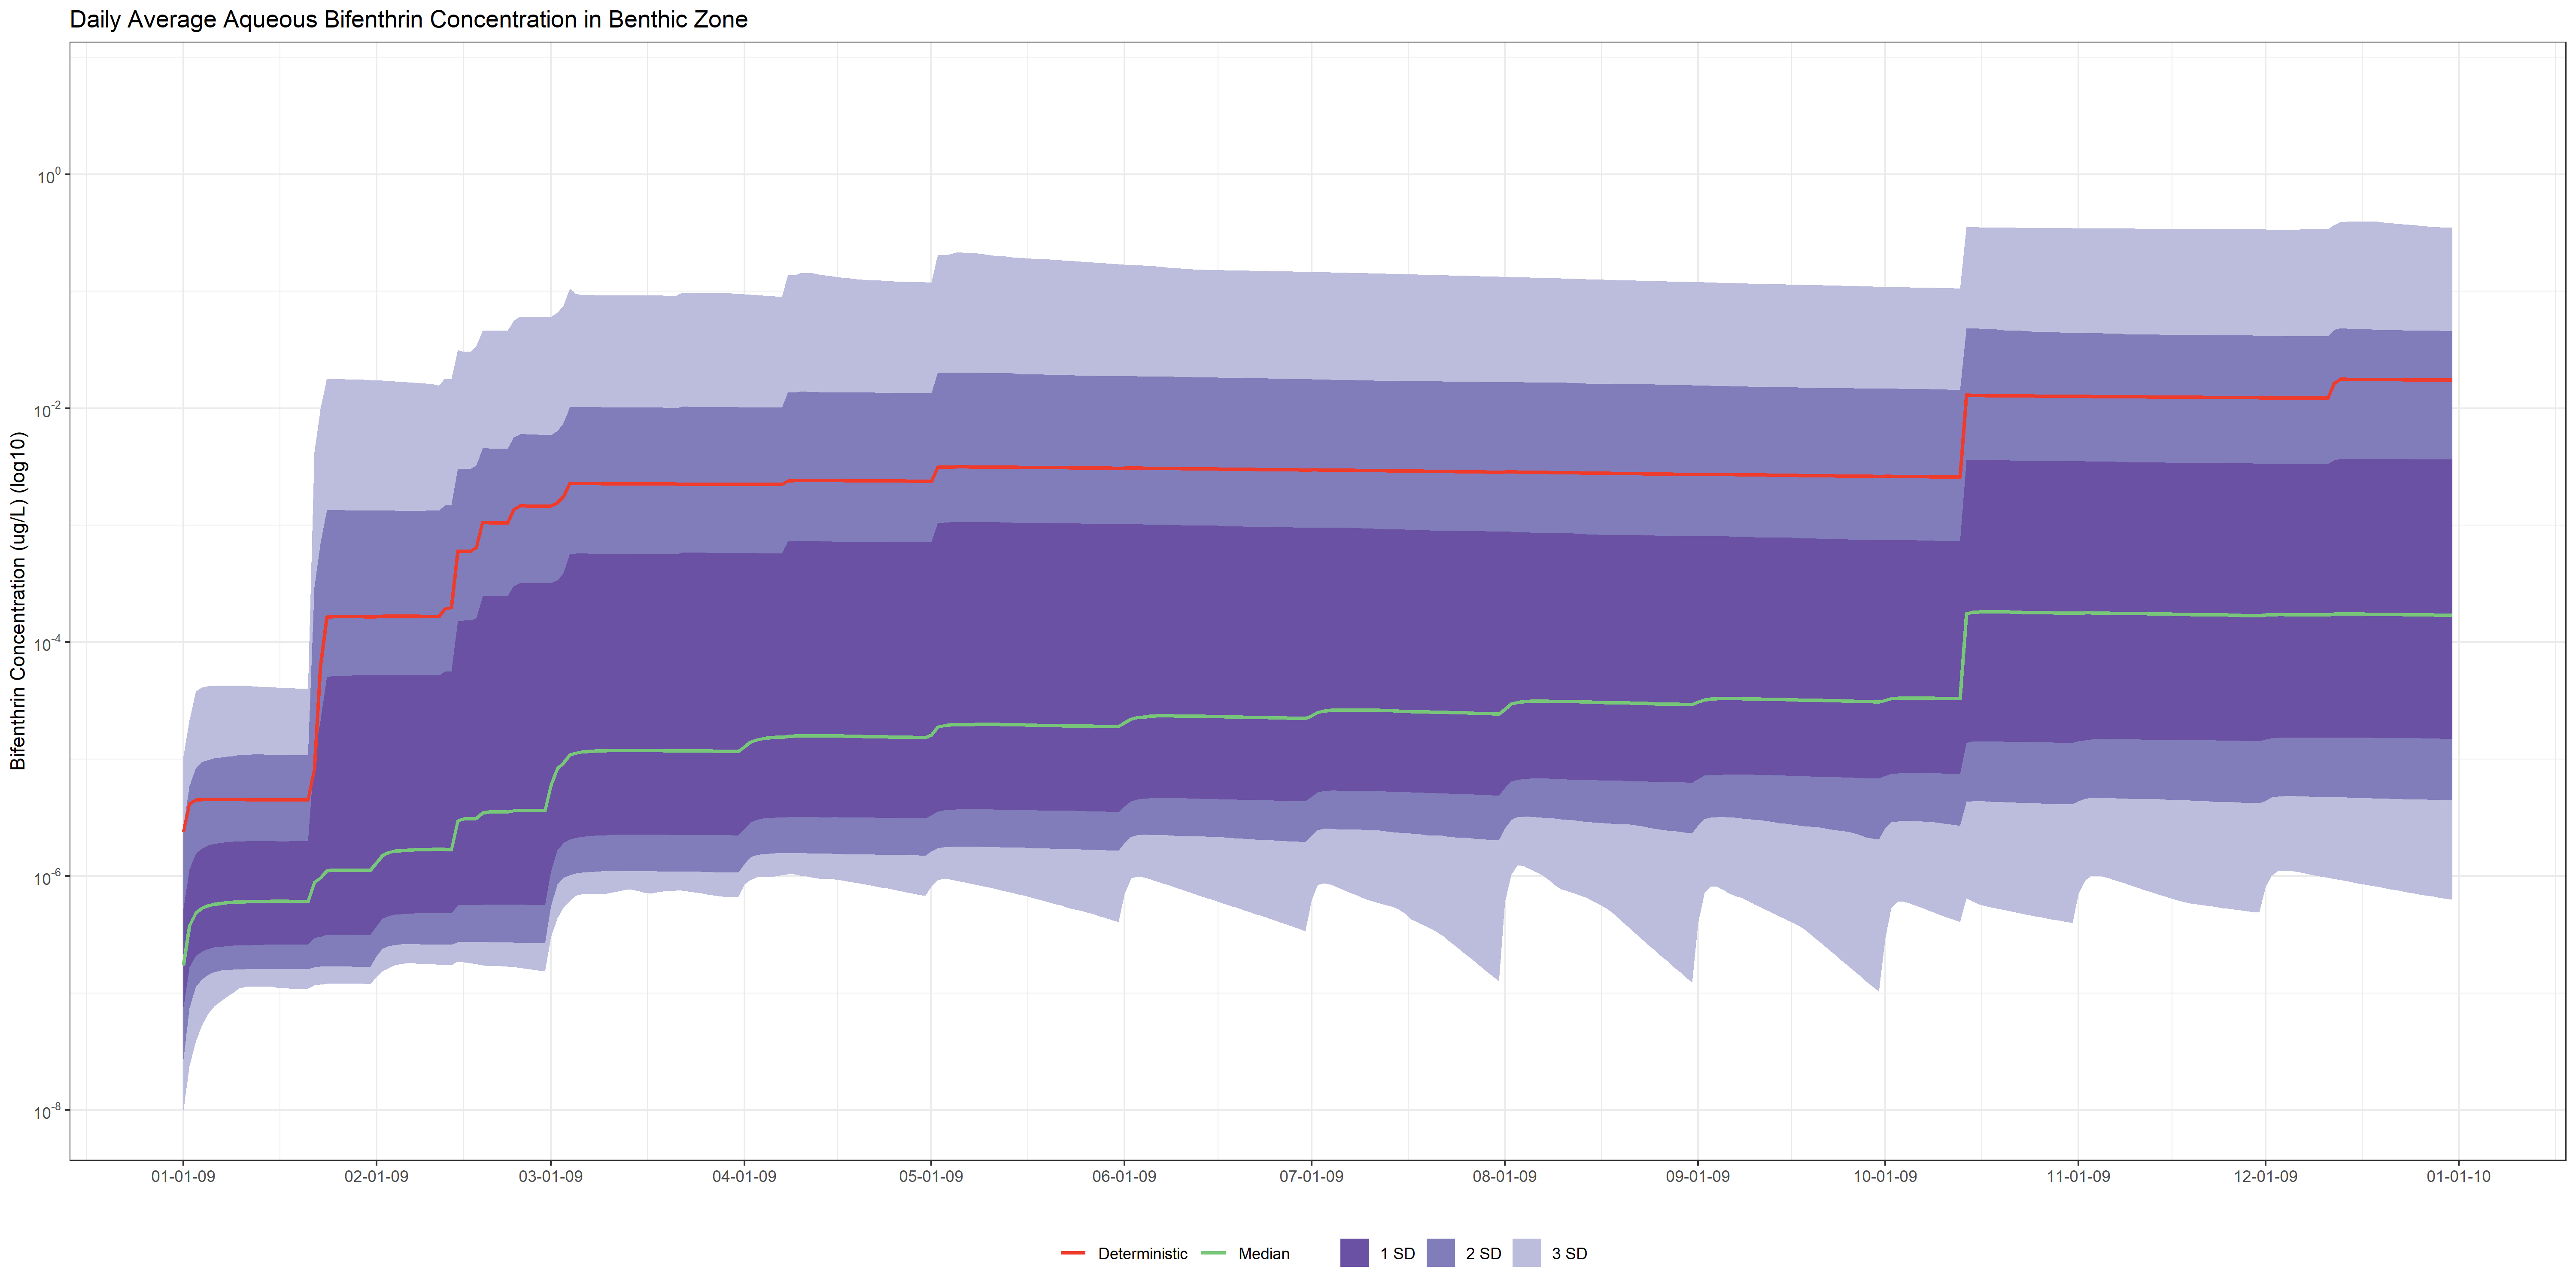 Daily Average Aqueous Bifenthrin Concentration in Benthic Zone
Bifenthrin Concentration (ug/L) (log10)
10^0
10^-2
10^-4
10^-6
10^-8
01-01-09 02-01-09 03-01-09 04-01-09 05-01-09 06-01-09 07-01-09 08-01-09 09-01-09 10-01-09 11-01-09 12-01-09 01-01-10
Deterministic Median 1 SD 2 SD 3 SD